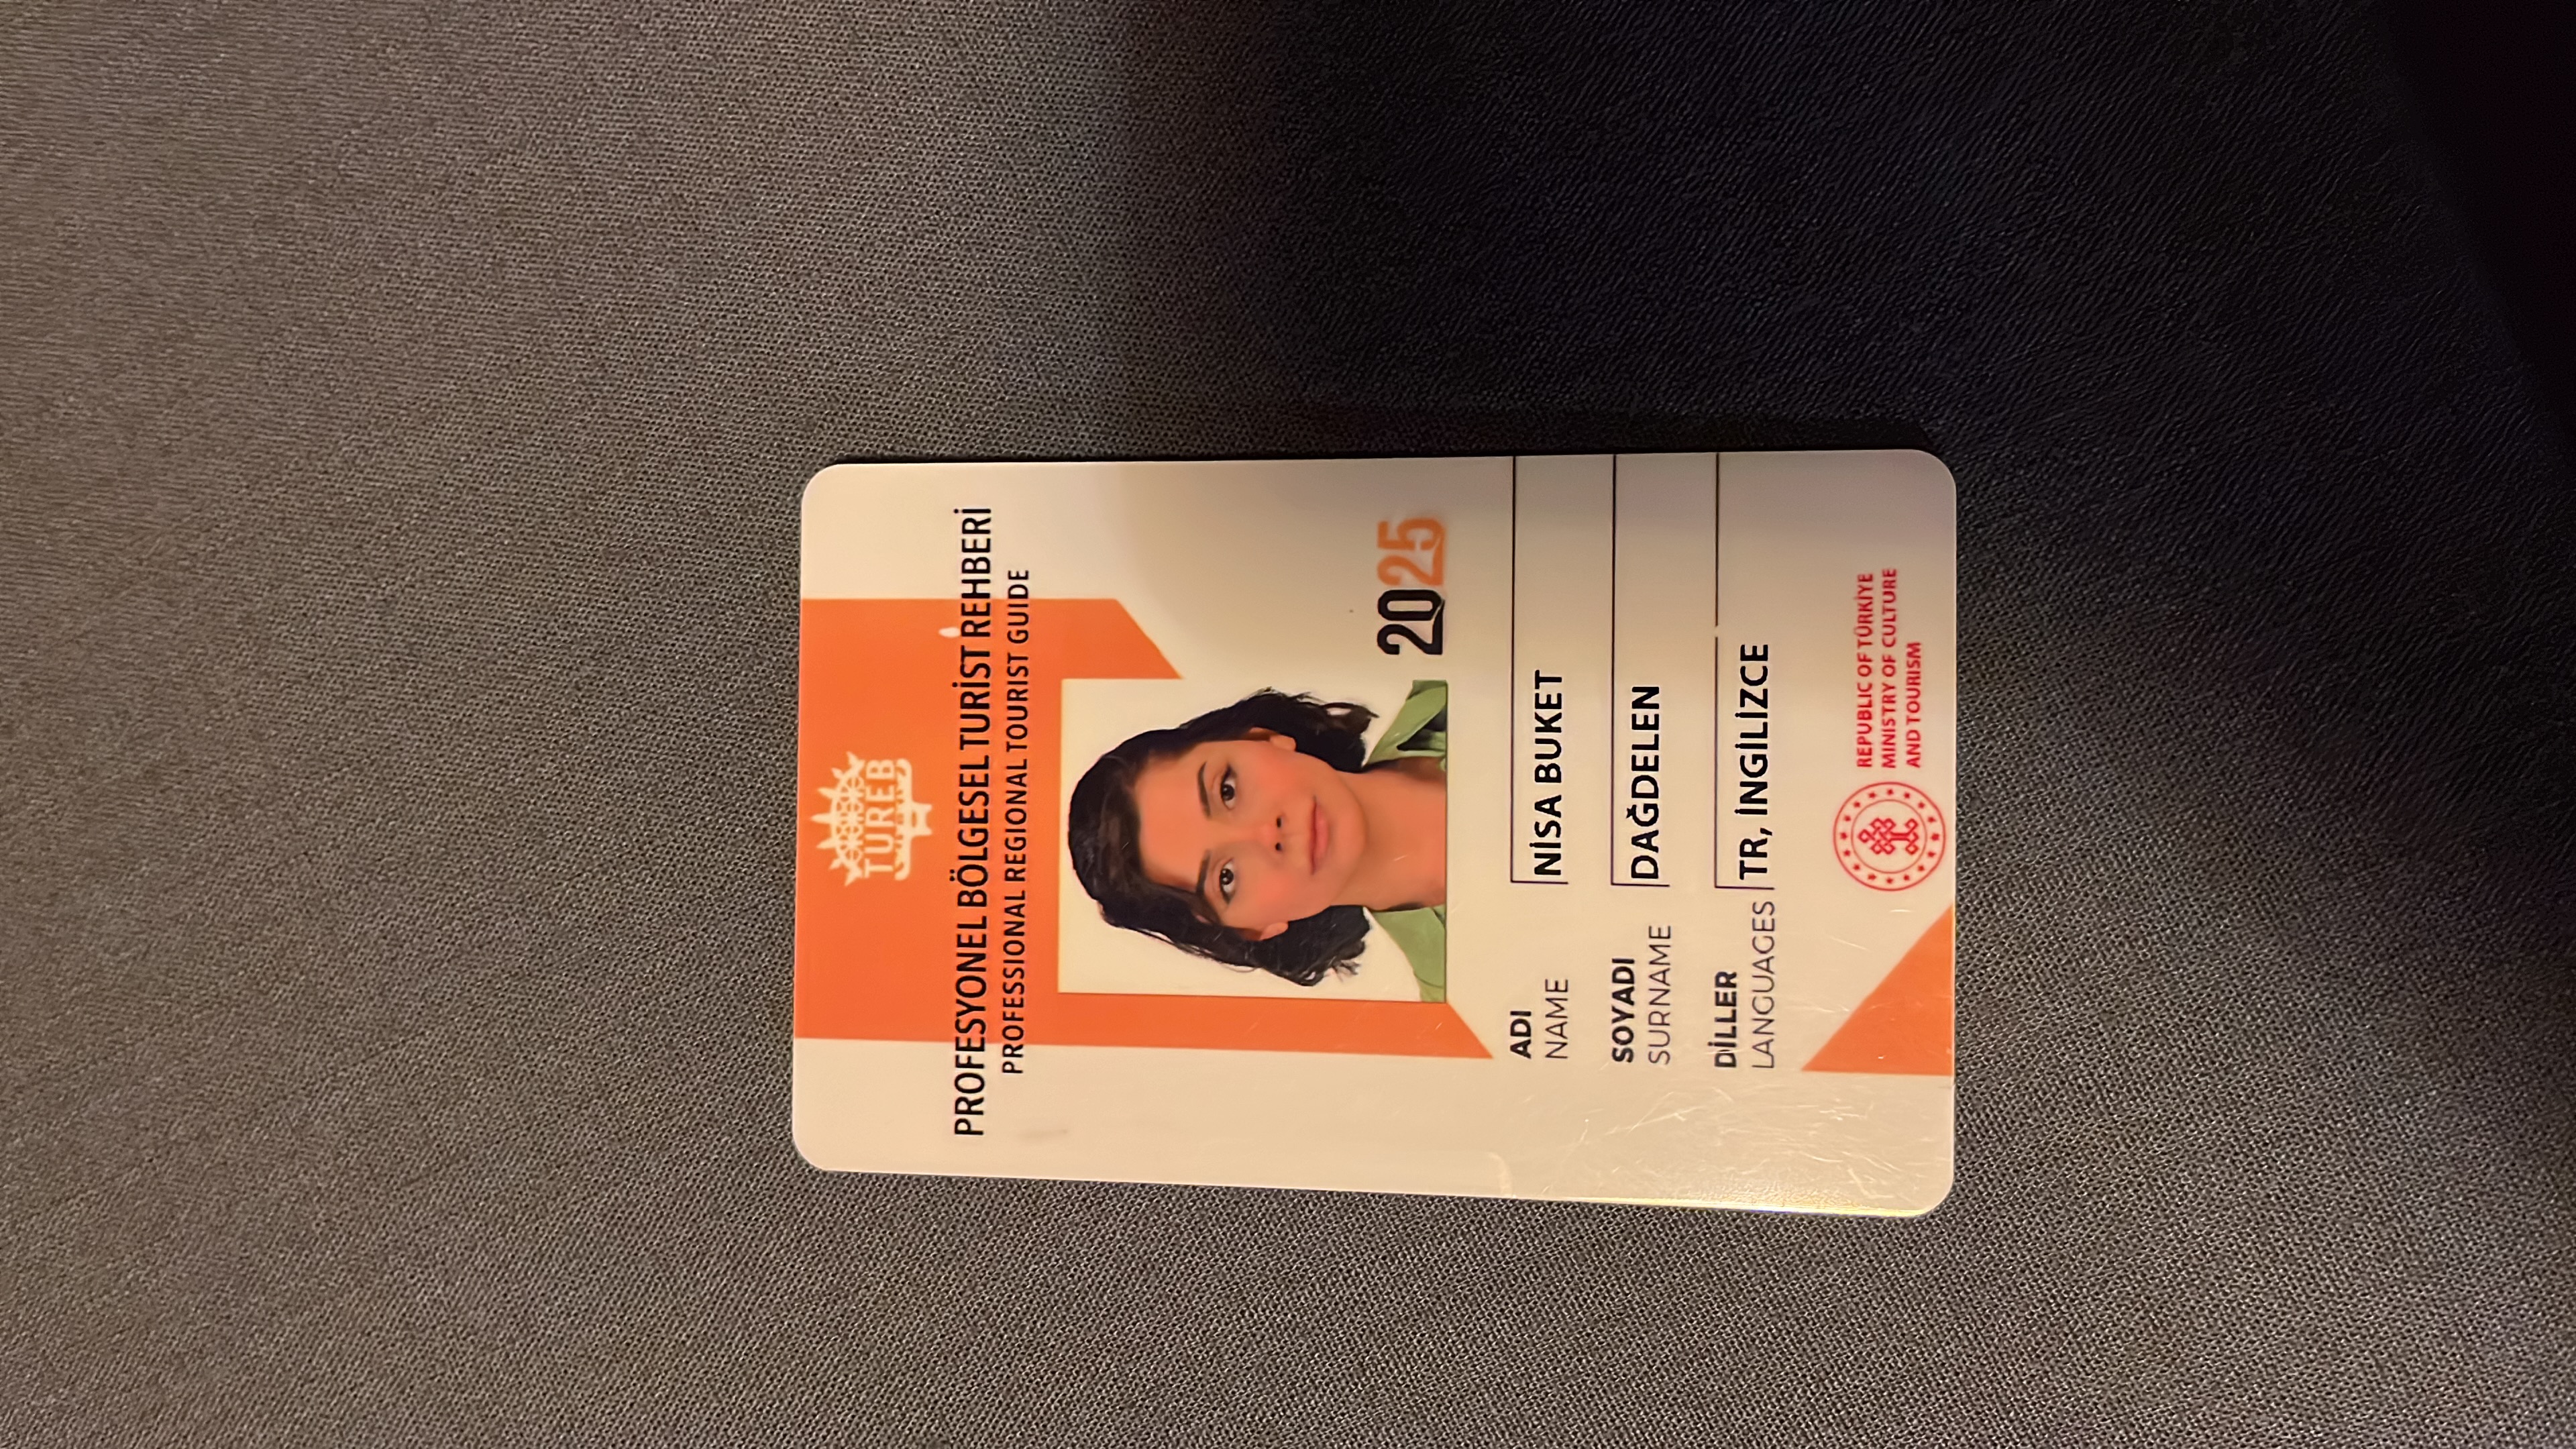 TUREB
PROFESYONEL BÖLGESEL TURİST REHBERİ
PROFESSIONAL REGIONAL TOURIST GUIDE
2025
ADI
NAME
NİSA BUKET
SOYADI
SURNAME
DAĞDELEN
DİLLER
LANGUAGES
TR, İNGİLİZCE
REPUBLIC OF TÜRKİYE
MINISTRY OF CULTURE
AND TOURISM